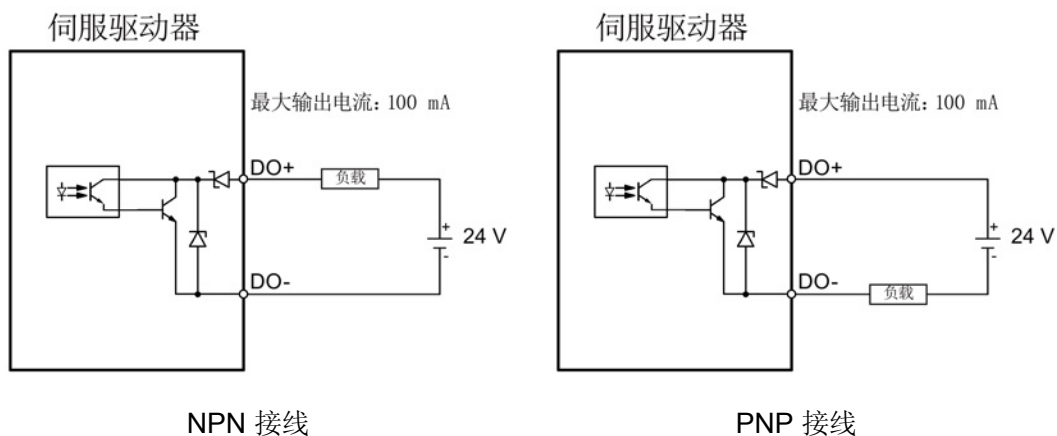 伺服驱动器
最大输出电流: 100 mA
DO+
负载
+
24 V
-
DO-
NPN 接线
伺服驱动器
最大输出电流: 100 mA
DO+
+
24 V
-
DO-
负载
PNP 接线